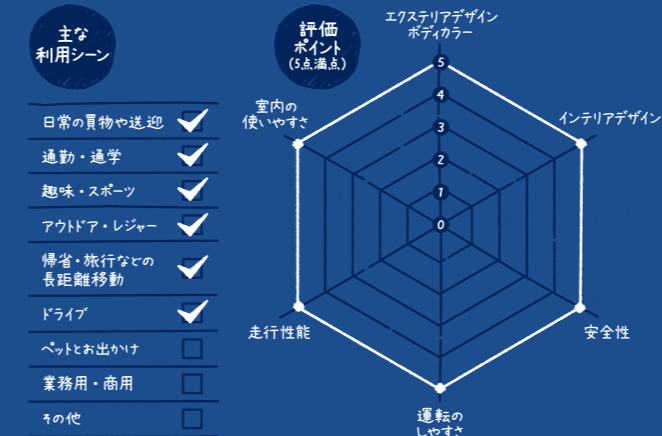 主な
利用シーン
日常の買物や送迎
通勤・通学
趣味・スポーツ
アウトドア・レジャー
帰省・旅行などの
長距離移動
ドライブ
ペットとお出かけ
業務用・商用
その他
評価
ポイント
(5点満点)
エクステリアデザイン
ボディカラー
インテリアデザイン
安全性
運転の
しやすさ
走行性能
室内の
使いやすさ
5
4
3
2
1
0